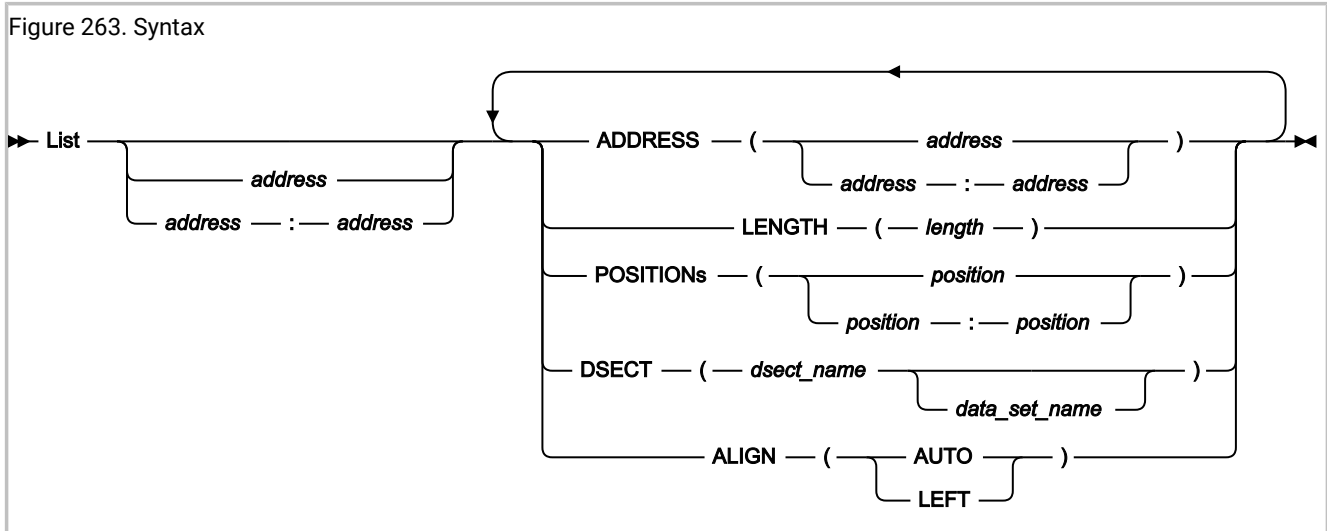 Figure 263. Syntax
List
address
address : address
ADDRESS ( address )
address : address
LENGTH ( length )
POSITIONs ( position )
position : position
DSECT ( dsect_name )
data_set_name
ALIGN ( AUTO )
LEFT